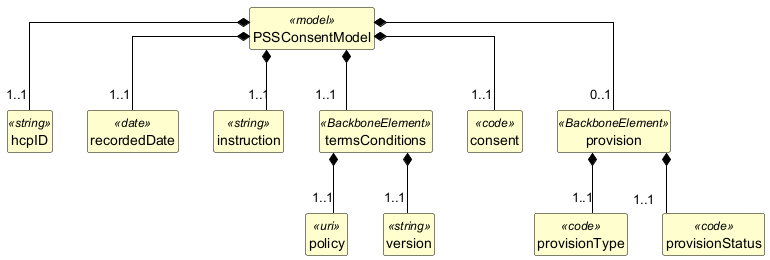 «model»
PSSConsentModel
1..1
1..1
1..1
1..1
1..1
0..1
«string»
hcpID
«date»
recordedDate
«string»
instruction
«BackboneElement»
termsConditions
«code»
consent
«BackboneElement»
provision
1..1
1..1
1..1
1..1
«uri»
policy
«string»
version
«code»
provisionType
«code»
provisionStatus